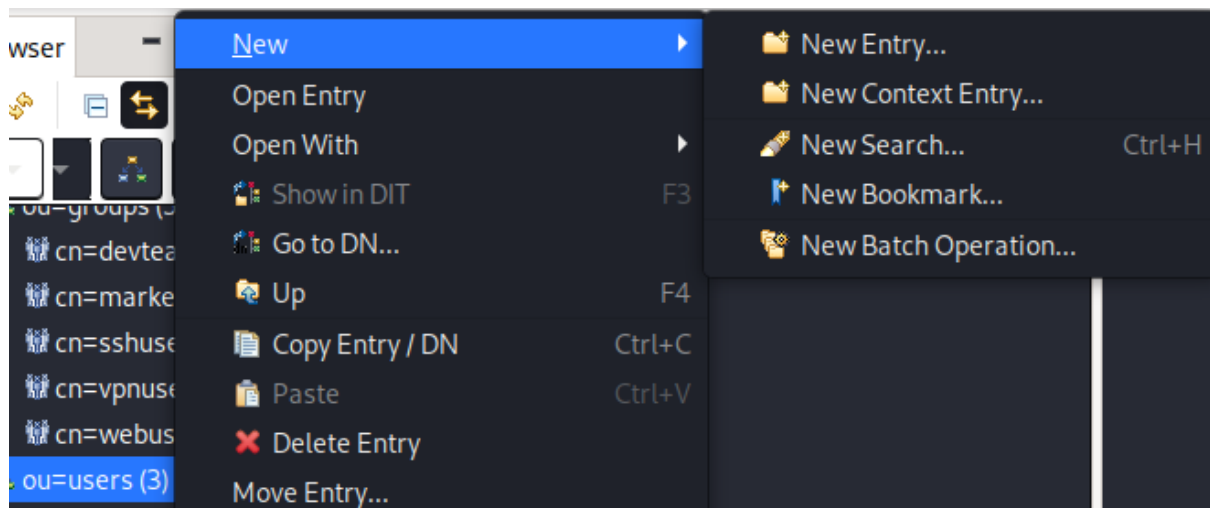 wser
ou=groups (
cn=devtea
cn=marke
cn=sshuse
cn=vpnuse
cn=webus
ou=users (3)
New
Open Entry
Open With
Show in DIT F3
Go to DN...
Up F4
Copy Entry / DN Ctrl+C
Paste Ctrl+V
Delete Entry
Move Entry...
New Entry...
New Context Entry...
New Search... Ctrl+H
New Bookmark...
New Batch Operation...